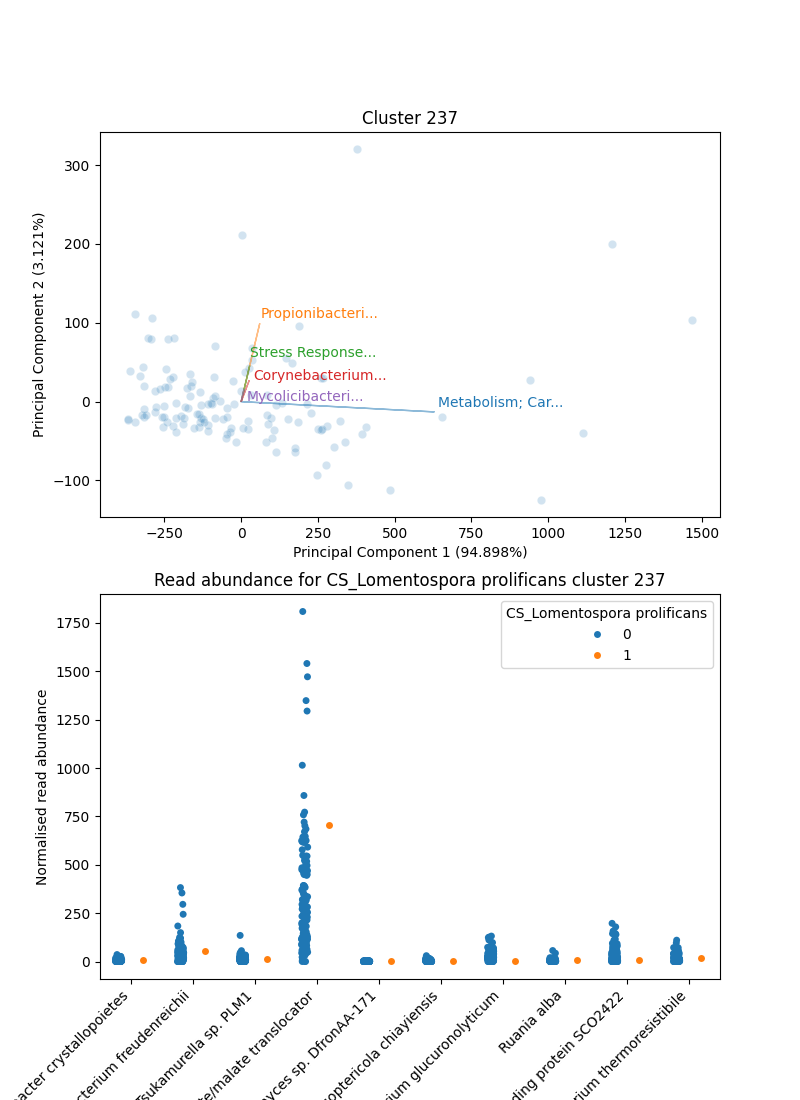 Cluster 237
300
200
100
0
−100
Principal Component 2 (3.121%)
Propionibacteri...
Stress Response...
Corynebacterium...
Mycolicibacteri...
Metabolism; Car...
−250 0 250 500 750 1000 1250 1500
Principal Component 1 (94.898%)
Read abundance for CS_Lomentospora prolificans cluster 237
CS_Lomentospora prolificans
0
1
1750
1500
1250
1000
750
500
250
0
Normalised read abundance
acter crystallopoietes
cterium freudenreichii
Tsukamurella sp. PLM1
te/malate translocator
yces sp. DfronAA-171
optericola chiayiensis
ium glucuronolyticum
Ruania alba
ding protein SCO2422
rium thermoresistibile